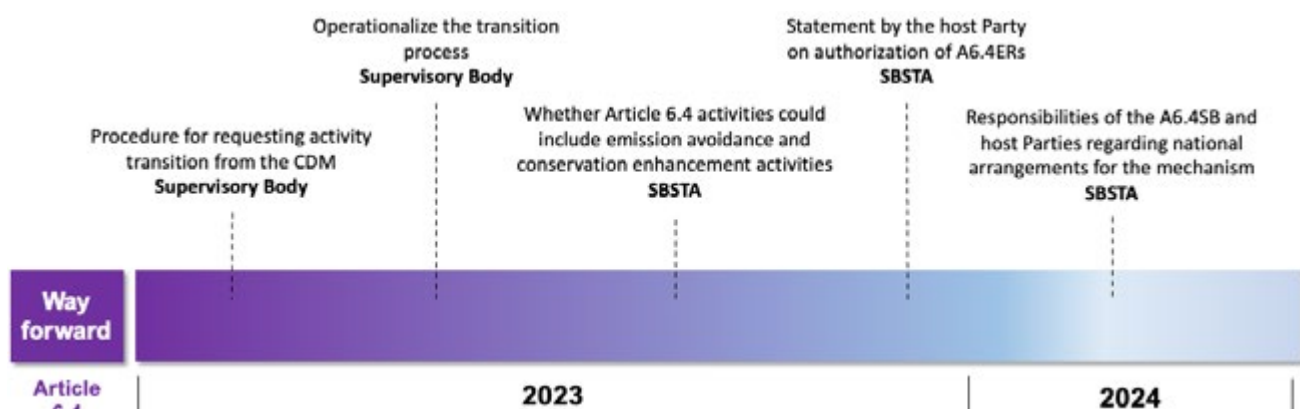 Operationalize the transition
process
Supervisory Body
Statement by the host Party
on authorization of A6.4ERs
SBSTA
Procedure for requesting activity
transition from the CDM
Supervisory Body
Whether Article 6.4 activities could
include emission avoidance and
conservation enhancement activities
SBSTA
Responsibilities of the A6.4SB and
host Parties regarding national
arrangements for the mechanism
SBSTA
Way
forward
Article
6.4
2023
2024